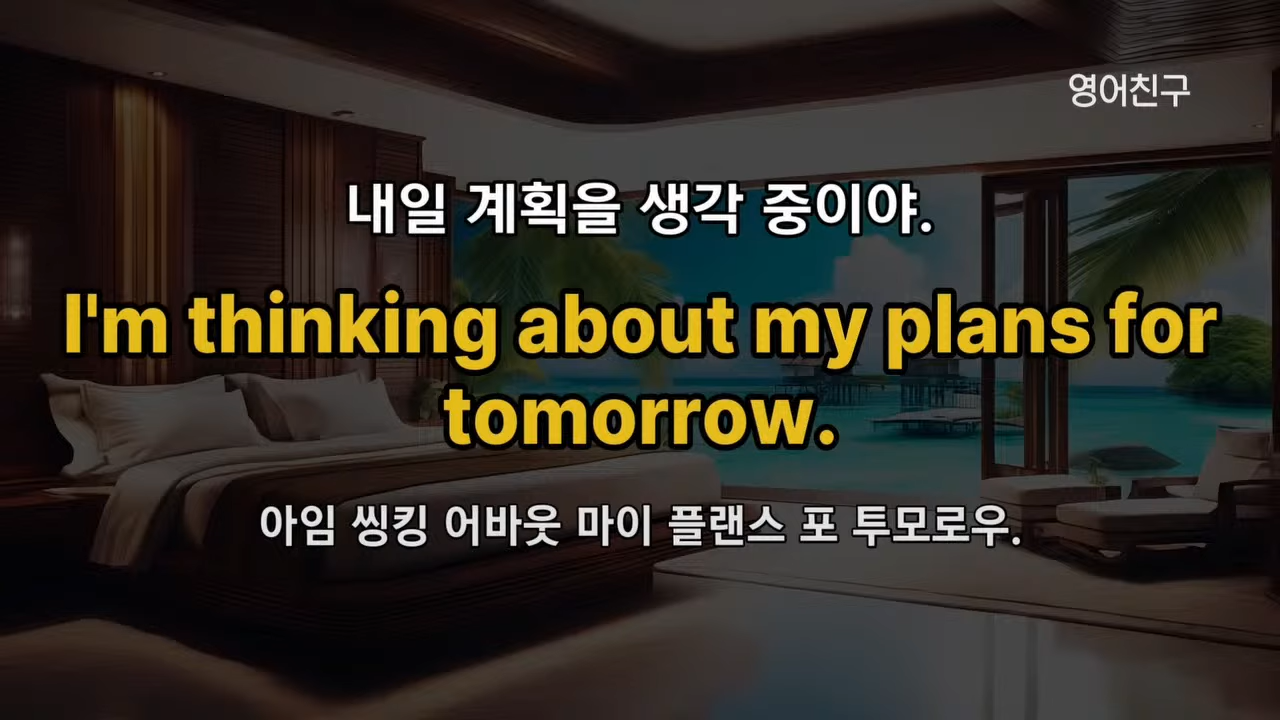 영어친구
내일 계획을 생각 중이야.
I'm thinking about my plans for
tomorrow.
아임 씽킹 어바웃 마이 플랜스 포 투모로우.